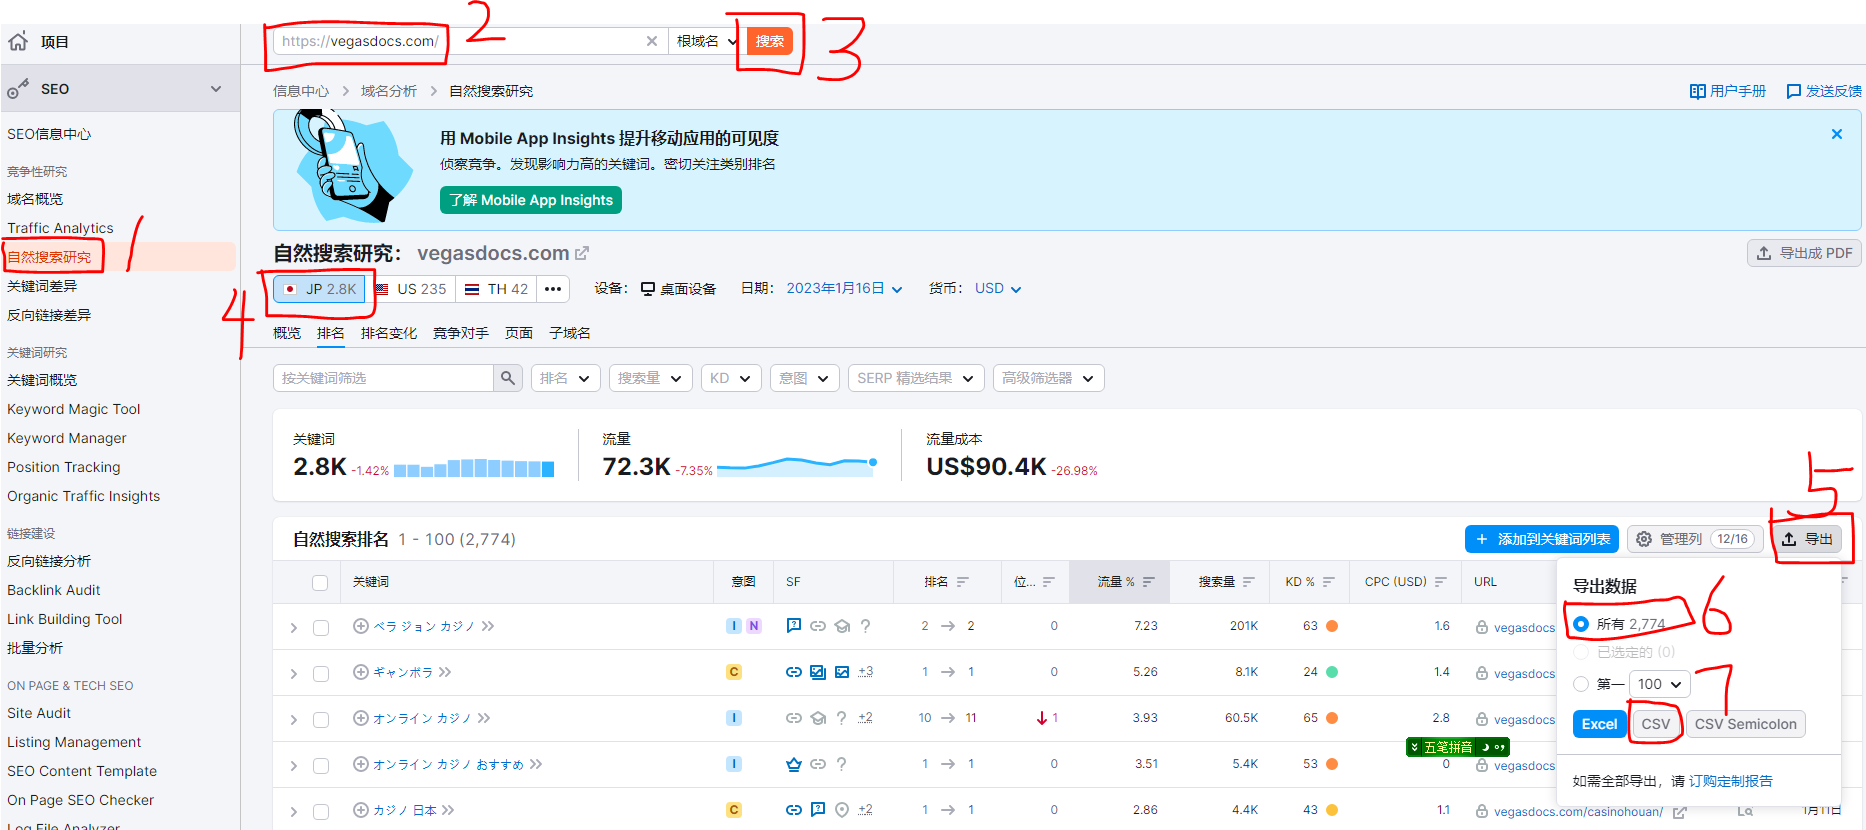 项目
https://vegasdocs.com/
根域名
搜索
2
3
SEO
信息中心 > 域名分析 > 自然搜索研究
用户手册
发送反馈
SEO信息中心
竞争性研究
域名概览
Traffic Analytics
自然搜索研究
1
关键词差异
反向链接差异
关键词研究
关键词概览
Keyword Magic Tool
Keyword Manager
Position Tracking
Organic Traffic Insights
链接建设
反向链接分析
Backlink Audit
Link Building Tool
批量分析
ON PAGE & TECH SEO
Site Audit
Listing Management
SEO Content Template
On Page SEO Checker
Log File Analyzer
用 Mobile App Insights 提升移动应用的可见度
侦察竞争。发现影响力高的关键词。密切关注类别排名
了解 Mobile App Insights
自然搜索研究： vegasdocs.com
导出成 PDF
4
JP 2.8K
US 235
TH 42
•••
设备： 桌面设备
日期： 2023年1月16日
货币： USD
概览 排名 排名变化 竞争对手 页面 子域名
按关键词筛选
排名
搜索量
KD
意图
SERP 精选结果
高级筛选器
关键词
2.8K -1.42%
流量
72.3K -7.35%
流量成本
US$90.4K -26.98%
5
自然搜索排名 1 - 100 (2,774)
+ 添加到关键词列表
管理列 12/16
导出
关键词 意图 SF 排名 位... 流量 % 搜索量 KD % CPC (USD) URL
ベラ ジョン カジノ I N 2 → 2 0 7.23 201K 63 1.6 vegasdocs
ギャンボラ C +3 1 → 1 0 5.26 8.1K 24 1.4 vegasdocs
オンライン カジノ I +2 10 → 11 ↓ 1 3.93 60.5K 65 2.8 vegasdocs
オンライン カジノ おすすめ I 1 → 1 0 3.51 5.4K 53 0 vegasdocs
カジノ 日本 C +2 1 → 1 0 2.86 4.4K 43 1.1 vegasdocs.com/casinohouan/ 1月11日
导出数据
所有 2,774
6
已选定的 (0)
第一 100
7
Excel
CSV
CSV Semicolon
如需全部导出，请 订购定制报告
五笔拼音